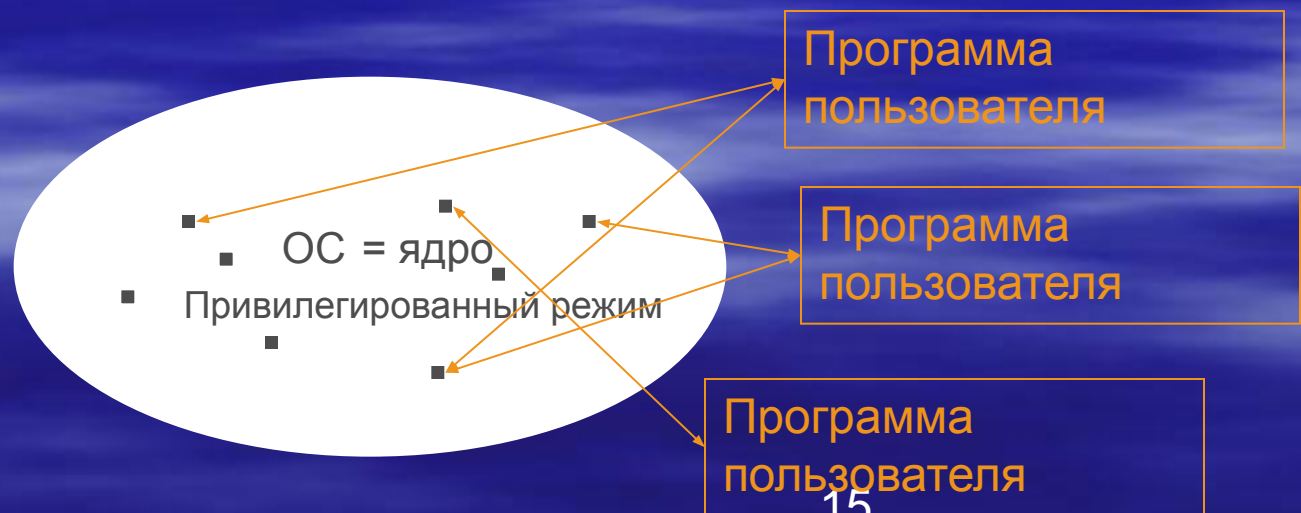 Программа
пользователя
ОС = ядро
Привилегированный режим
Программа
пользователя
Программа
пользователя
15